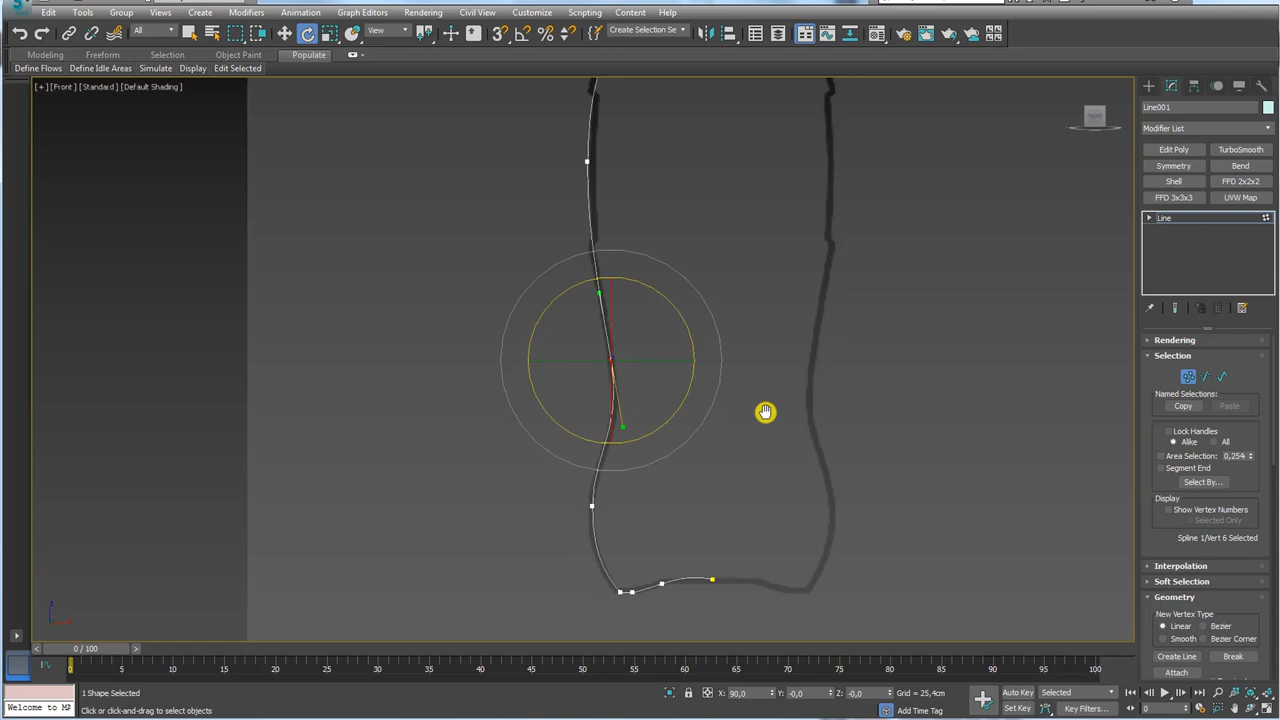 Edit Tools Group Views Create Modifiers Animation Graph Editors Rendering Civil View Customize Scripting Content Help
All View Create Selection Se
Modeling Freeform Selection Object Paint Populate
Define Flows Define Idle Areas Simulate Display Edit Selected
[+] [Front] [Standard] [Default Shading]
FRONT
Line001
Modifier List
Edit Poly TurboSmooth
Symmetry Bend
Shell FFD 2x2x2
FFD 3x3x3 UVW Map
Line
Rendering
Selection
Named Selections:
Copy Paste
Lock Handles
Alike All
Area Selection: 0,254
Segment End
Select By...
Display
Show Vertex Numbers
Selected Only
Spline 1/Vert 6 Selected
Interpolation
Soft Selection
Geometry
New Vertex Type
Linear Bezier
Smooth Bezier Corner
Create Line Break
Attach
z
x
0 / 100
0 5 10 15 20 25 30 35 40 45 50 55 60 65 70 75 80 85 90 95 100
1 Shape Selected X: 90,0 Y: -0,0 Z: -0,0 Grid = 25,4cm Auto Key Selected
Welcome to MA Click or click-and-drag to select objects Add Time Tag Set Key Key Filters... 0